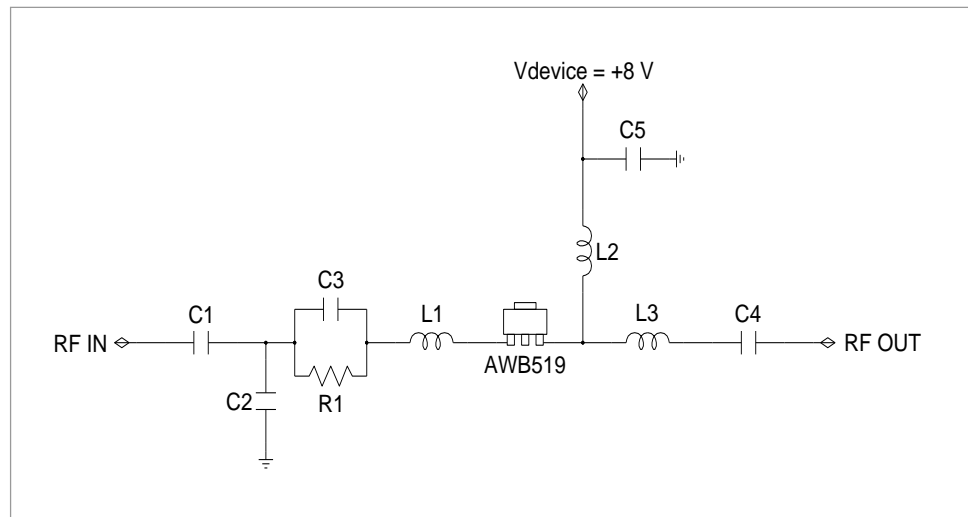 Vdevice = +8 V
C5
L2
C3
C1
L1
L3
C4
RF IN
RF OUT
AWB519
C2
R1